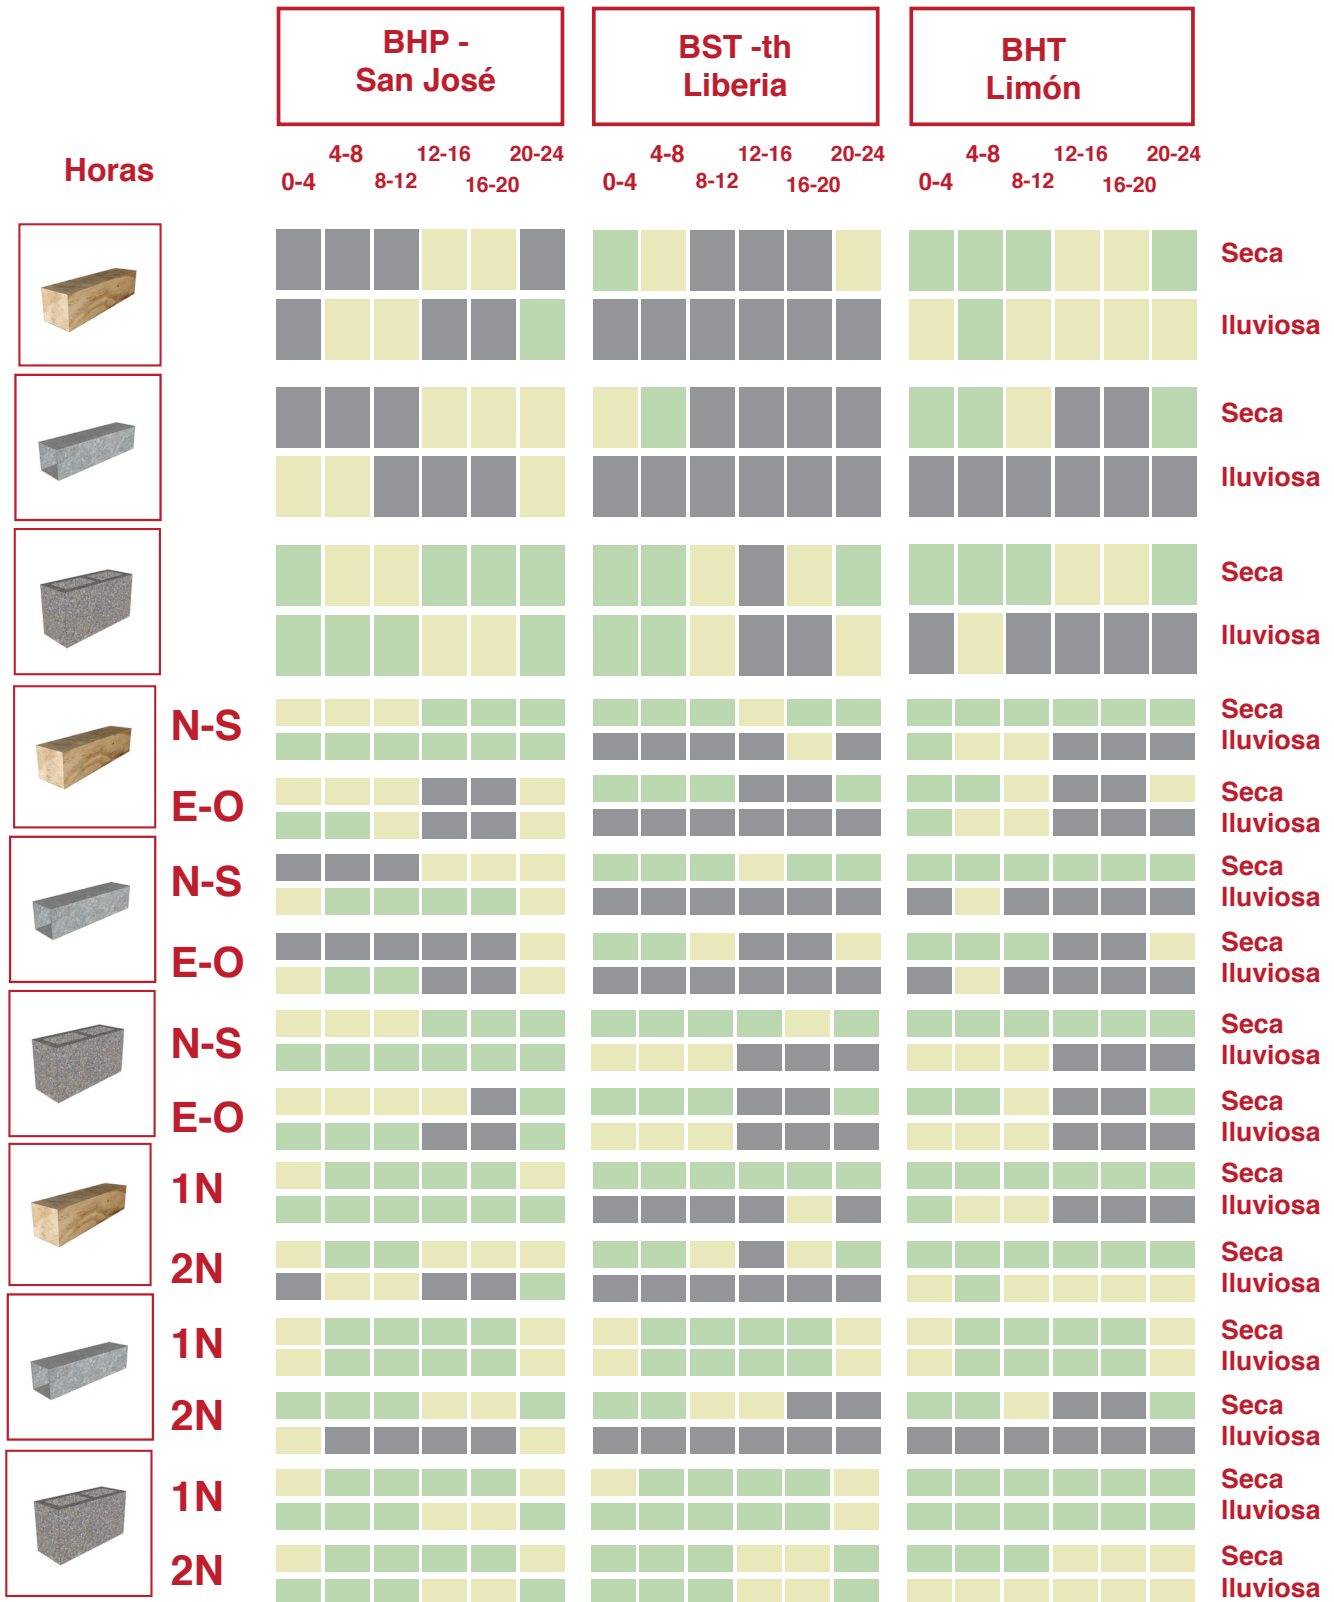 BHP -
San José
BST -th
Liberia
BHT
Limón
Horas
4-8 12-16 20-24
0-4 8-12 16-20
4-8 12-16 20-24
0-4 8-12 16-20
4-8 12-16 20-24
0-4 8-12 16-20
Seca
lluviosa
Seca
lluviosa
Seca
lluviosa
N-S
Seca
lluviosa
E-O
Seca
lluviosa
N-S
Seca
lluviosa
E-O
Seca
lluviosa
N-S
Seca
lluviosa
E-O
Seca
lluviosa
1N
Seca
lluviosa
2N
Seca
lluviosa
1N
Seca
lluviosa
2N
Seca
lluviosa
1N
Seca
lluviosa
2N
Seca
lluviosa